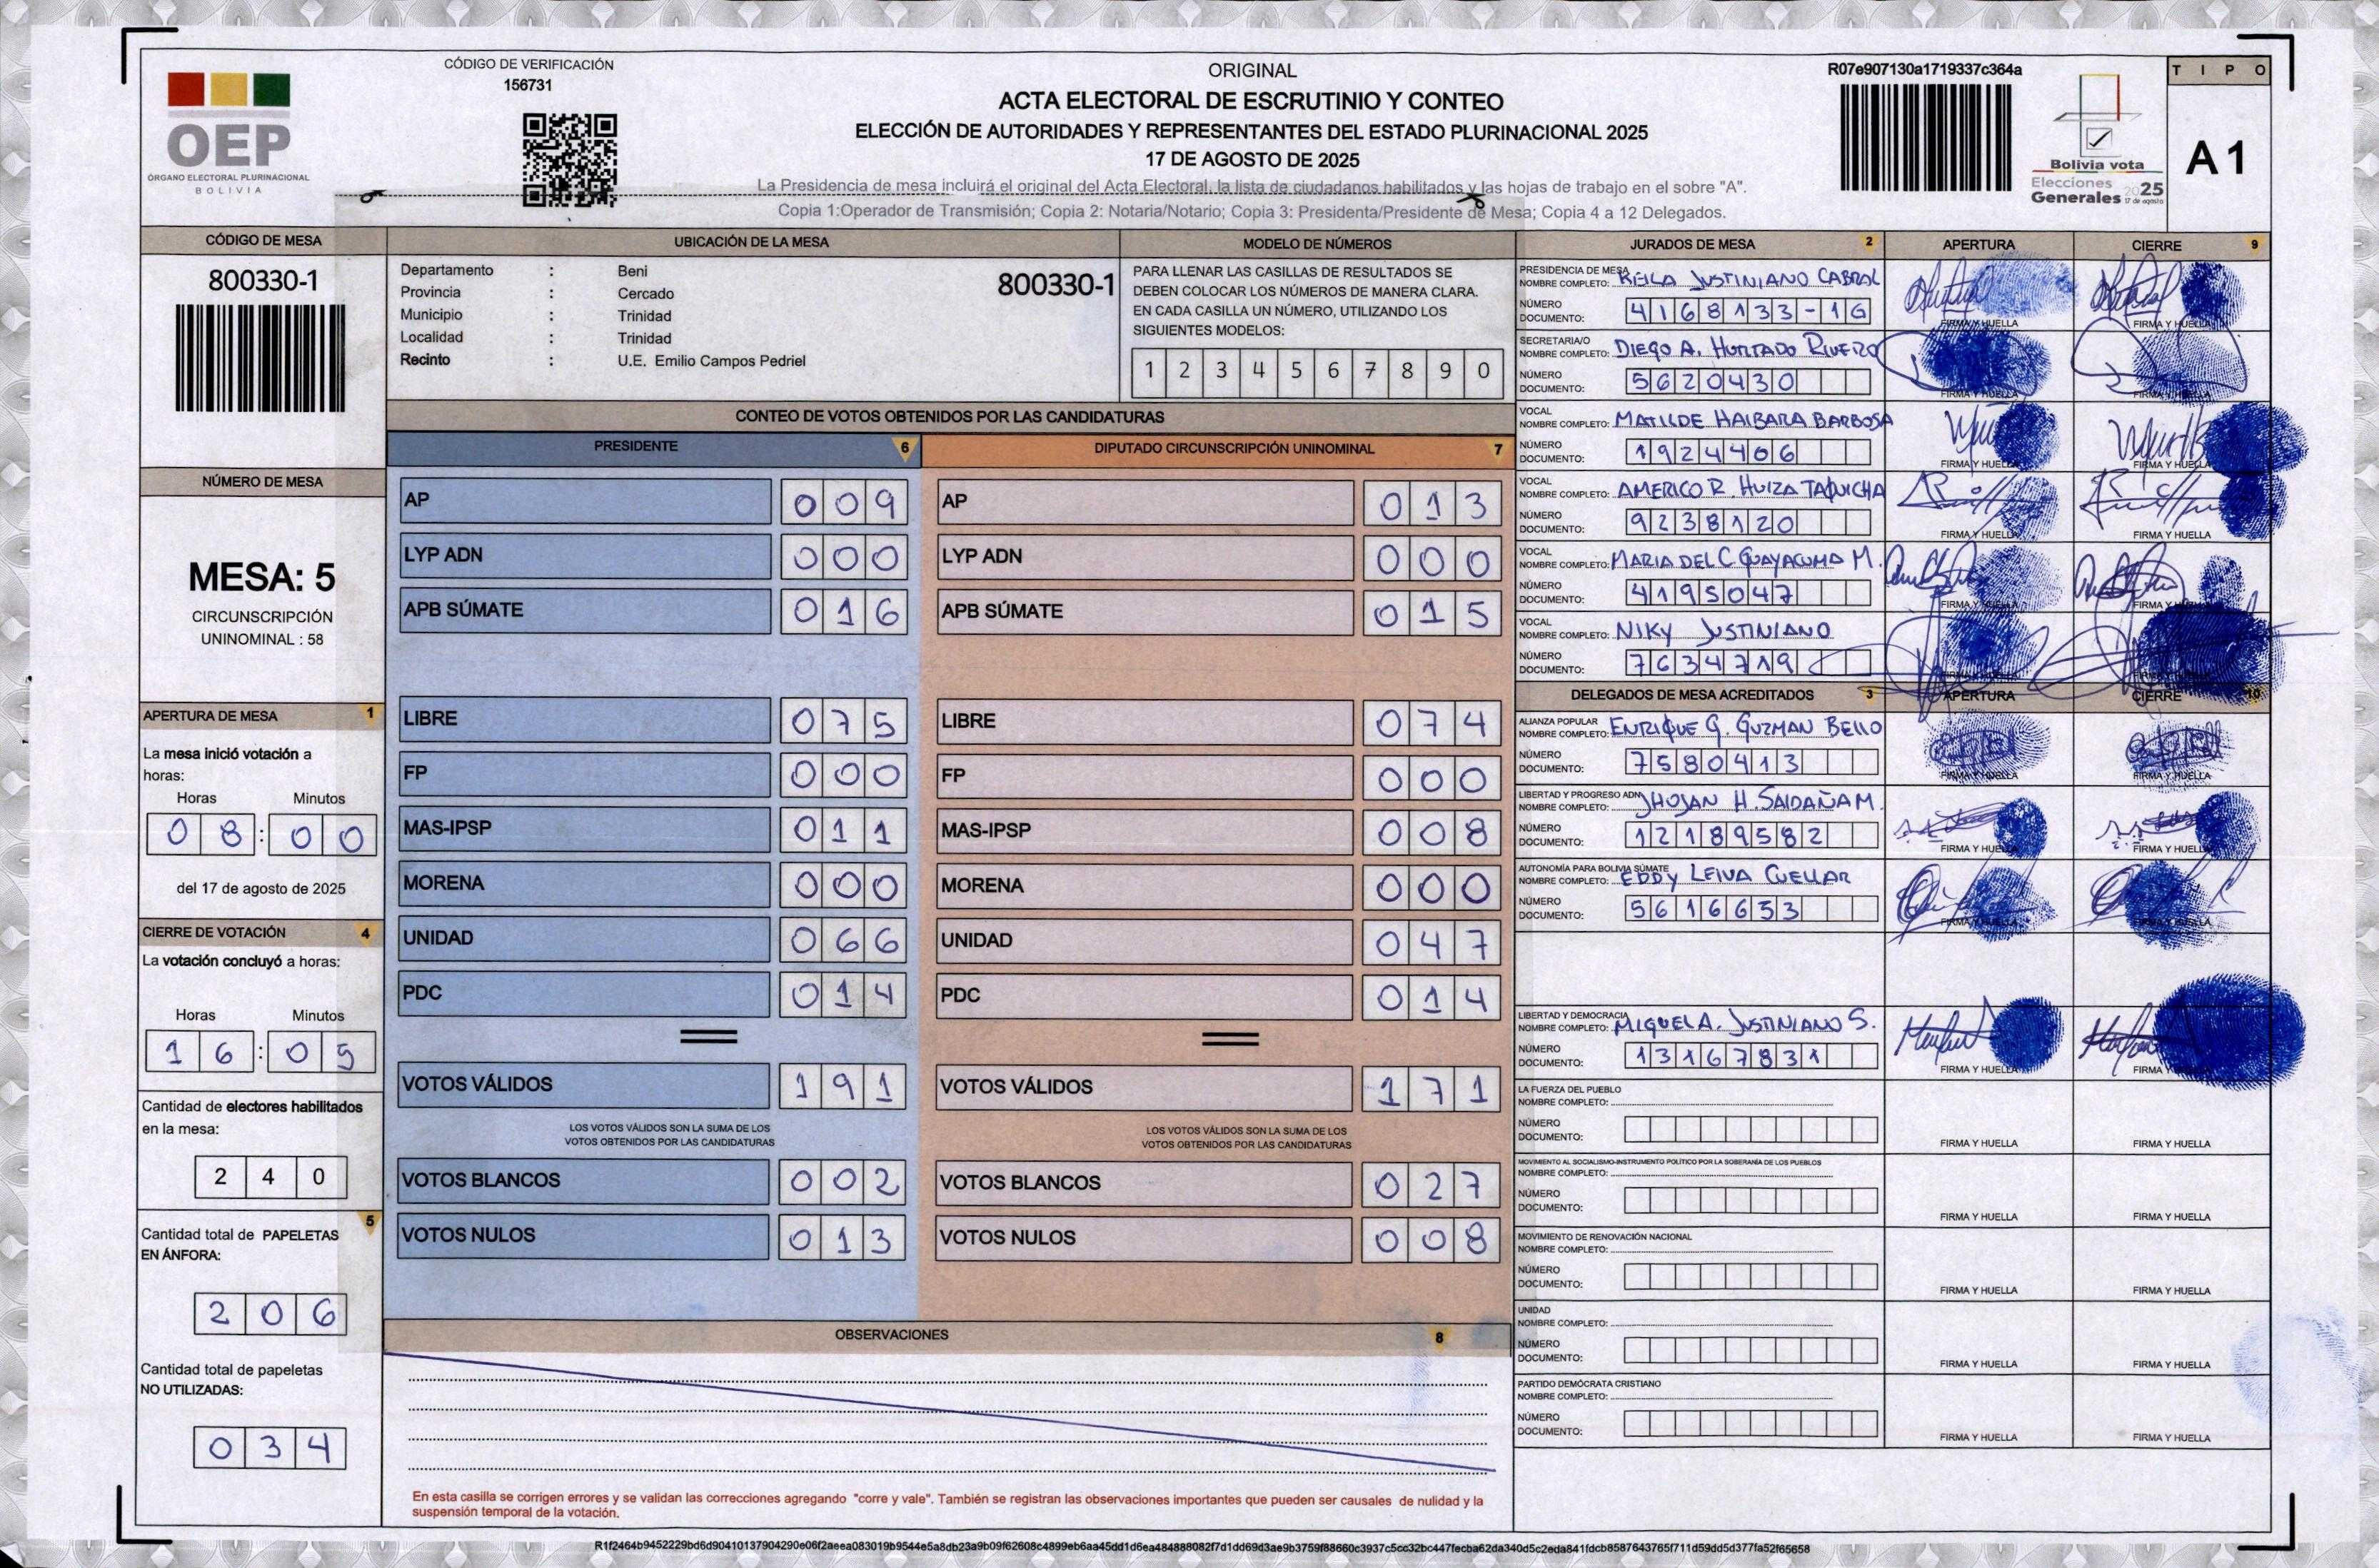 CÓDIGO DE VERIFICACIÓN
156731
OEP
ÓRGANO ELECTORAL PLURINACIONAL
BOLIVIA
ORIGINAL
ACTA ELECTORAL DE ESCRUTINIO Y CONTEO
ELECCIÓN DE AUTORIDADES Y REPRESENTANTES DEL ESTADO PLURINACIONAL 2025
17 DE AGOSTO DE 2025
La Presidencia de mesa incluirá el original del Acta Electoral, la lista de ciudadanos habilitados y las hojas de trabajo en el sobre "A".
Copia 1:Operador de Transmisión; Copia 2: Notaria/Notario; Copia 3: Presidenta/Presidente de Mesa; Copia 4 a 12 Delegados.
R07e907130a1719337c364a
Bolivia vota
Elecciones
Generales 2025
17 de agosto
TIPO
A1
CÓDIGO DE MESA
800330-1
NÚMERO DE MESA
MESA: 5
CIRCUNSCRIPCIÓN
UNINOMINAL : 58
APERTURA DE MESA 1
La mesa inició votación a
horas:
Horas Minutos
08:00
del 17 de agosto de 2025
CIERRE DE VOTACIÓN 4
La votación concluyó a horas:
Horas Minutos
16:05
Cantidad de electores habilitados
en la mesa:
240
5
Cantidad total de PAPELETAS
EN ÁNFORA:
206
Cantidad total de papeletas
NO UTILIZADAS:
034
UBICACIÓN DE LA MESA
Departamento : Beni
800330-1
Provincia : Cercado
Municipio : Trinidad
Localidad : Trinidad
Recinto : U.E. Emilio Campos Pedriel
MODELO DE NÚMEROS
PARA LLENAR LAS CASILLAS DE RESULTADOS SE
DEBEN COLOCAR LOS NÚMEROS DE MANERA CLARA.
EN CADA CASILLA UN NÚMERO, UTILIZANDO LOS
SIGUIENTES MODELOS:
1 2 3 4 5 6 7 8 9 0
CONTEO DE VOTOS OBTENIDOS POR LAS CANDIDATURAS
PRESIDENTE 6
AP 009
LYP ADN 000
APB SÚMATE 016
LIBRE 075
FP 000
MAS-IPSP 011
MORENA 000
UNIDAD 066
PDC 014
VOTOS VÁLIDOS 191
LOS VOTOS VÁLIDOS SON LA SUMA DE LOS
VOTOS OBTENIDOS POR LAS CANDIDATURAS
VOTOS BLANCOS 002
VOTOS NULOS 013
DIPUTADO CIRCUNSCRIPCIÓN UNINOMINAL 7
AP 013
LYP ADN 000
APB SÚMATE 015
LIBRE 074
FP 000
MAS-IPSP 008
MORENA 000
UNIDAD 047
PDC 014
VOTOS VÁLIDOS 171
LOS VOTOS VÁLIDOS SON LA SUMA DE LOS
VOTOS OBTENIDOS POR LAS CANDIDATURAS
VOTOS BLANCOS 027
VOTOS NULOS 008
OBSERVACIONES 8
En esta casilla se corrigen errores y se validan las correcciones agregando "corre y vale". También se registran las observaciones importantes que pueden ser causales de nulidad y la
suspensión temporal de la votación.
JURADOS DE MESA 2 APERTURA CIERRE 9
PRESIDENCIA DE MESA
NOMBRE COMPLETO: KEILA JUSTINIANO CABRAL
NÚMERO
DOCUMENTO: 4168133-1G
FIRMA Y HUELLA FIRMA Y HUELLA
SECRETARIA/O
NOMBRE COMPLETO: DIEGO A. HURTADO RIVERO
NÚMERO
DOCUMENTO: 5620430
FIRMA Y HUELLA FIRMA Y HUELLA
VOCAL
NOMBRE COMPLETO: MATILDE HAIBARA BARBOSA
NÚMERO
DOCUMENTO: 1924406
FIRMA Y HUELLA FIRMA Y HUELLA
VOCAL
NOMBRE COMPLETO: AMERICO R. HUIZA TAQUICHA
NÚMERO
DOCUMENTO: 9238120
FIRMA Y HUELLA FIRMA Y HUELLA
VOCAL
NOMBRE COMPLETO: MARIA DEL C GUAYACUMA M.
NÚMERO
DOCUMENTO: 4195047
FIRMA Y HUELLA FIRMA Y HUELLA
VOCAL
NOMBRE COMPLETO: NIKY JUSTINIANO
NÚMERO
DOCUMENTO: 7634719
DELEGADOS DE MESA ACREDITADOS 3 APERTURA CIERRE 10
ALIANZA POPULAR
NOMBRE COMPLETO: ENRIQUE G. GUZMAN BELLO
NÚMERO
DOCUMENTO: 7580413
FIRMA Y HUELLA FIRMA Y HUELLA
LIBERTAD Y PROGRESO ADN
NOMBRE COMPLETO: JHOJAN H. SALDAÑA M.
NÚMERO
DOCUMENTO: 12189582
FIRMA Y HUELLA FIRMA Y HUELLA
AUTONOMÍA PARA BOLIVIA SÚMATE
NOMBRE COMPLETO: EDDY LEIVA CUELLAR
NÚMERO
DOCUMENTO: 5616653
FIRMA Y HUELLA FIRMA Y HUELLA
LIBERTAD Y DEMOCRACIA
NOMBRE COMPLETO: MIGUEL A. JUSTINIANO S.
NÚMERO
DOCUMENTO: 13167831
FIRMA Y HUELLA FIRMA Y HUELLA
LA FUERZA DEL PUEBLO
NOMBRE COMPLETO:
NÚMERO
DOCUMENTO:
FIRMA Y HUELLA FIRMA Y HUELLA
MOVIMIENTO AL SOCIALISMO-INSTRUMENTO POLÍTICO POR LA SOBERANÍA DE LOS PUEBLOS
NOMBRE COMPLETO:
NÚMERO
DOCUMENTO:
FIRMA Y HUELLA FIRMA Y HUELLA
MOVIMIENTO DE RENOVACIÓN NACIONAL
NOMBRE COMPLETO:
NÚMERO
DOCUMENTO:
FIRMA Y HUELLA FIRMA Y HUELLA
UNIDAD
NOMBRE COMPLETO:
NÚMERO
DOCUMENTO:
FIRMA Y HUELLA FIRMA Y HUELLA
PARTIDO DEMÓCRATA CRISTIANO
NOMBRE COMPLETO:
NÚMERO
DOCUMENTO:
FIRMA Y HUELLA FIRMA Y HUELLA